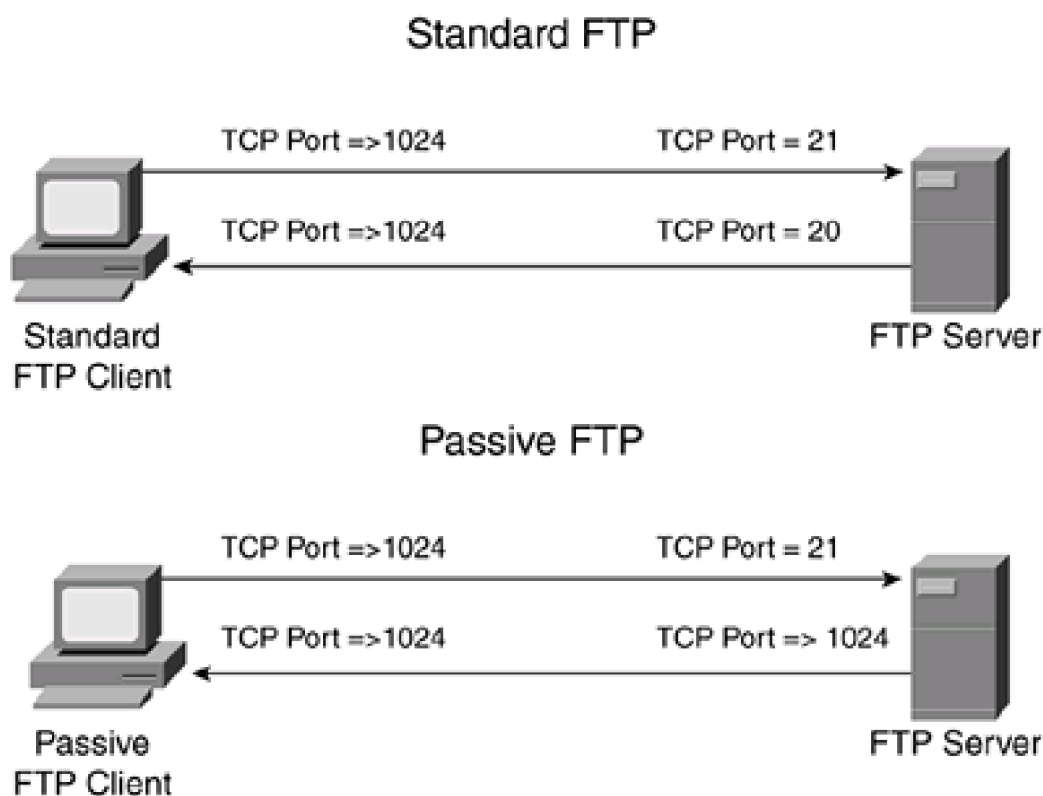 Standard FTP
TCP Port =>1024 TCP Port = 21
TCP Port =>1024 TCP Port = 20
Standard
FTP Client
FTP Server
Passive FTP
TCP Port =>1024 TCP Port = 21
TCP Port =>1024 TCP Port => 1024
Passive
FTP Client
FTP Server